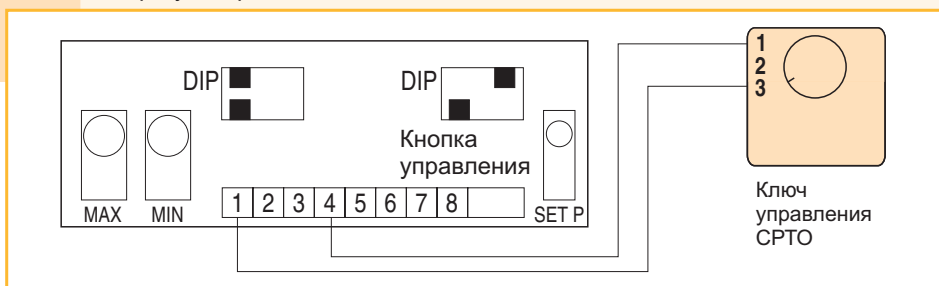 DIP
DIP
Кнопка
управления
MAX
MIN
1 2 3 4 5 6 7 8
SET P
1
2
3
Ключ
управления
СРТО